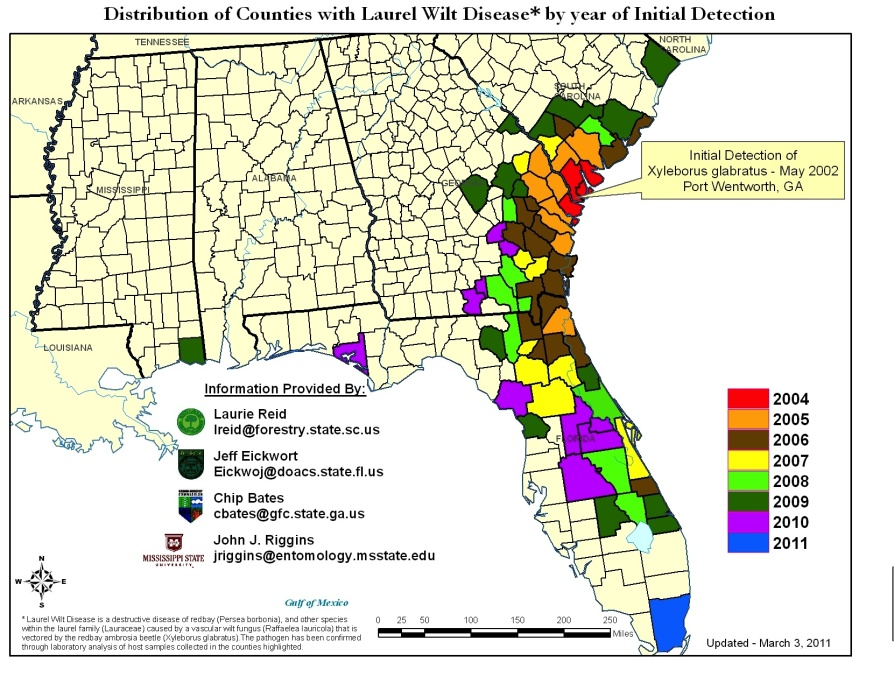 Distribution of Counties with Laurel Wilt Disease* by year of Initial Detection
TENNESSEE
NORTH
CAROLINA
ARKANSAS
SOUTH
CAROLINA
Initial Detection of
Xyleborus glabratus - May 2002
Port Wentworth, GA
MISSISSIPPI
ALABAMA
LOUISIANA
FLORIDA
Information Provided By:
Laurie Reid
lreid@forestry.state.sc.us
Jeff Eickwort
Eickwoj@doacs.state.fl.us
Chip Bates
cbates@gfc.state.ga.us
John J. Riggins
jriggins@entomology.msstate.edu
MISSISSIPPI STATE
UNIVERSITY
2004
2005
2006
2007
2008
2009
2010
2011
N
W E
S
Gulf of Mexico
* Laurel Wilt Disease is a destructive disease of redbay (Persea borbonia), and other species
within the laurel family (Lauraceae) caused by a vascular wilt fungus (Raffaelea lauricola) that is
vectored by the redbay ambrosia beetle (Xyleborus glabratus). The pathogen has been confirmed
through laboratory analysis of host samples collected in the counties highlighted.
0 25 50 100 150 200 250
Miles
Updated - March 3, 2011